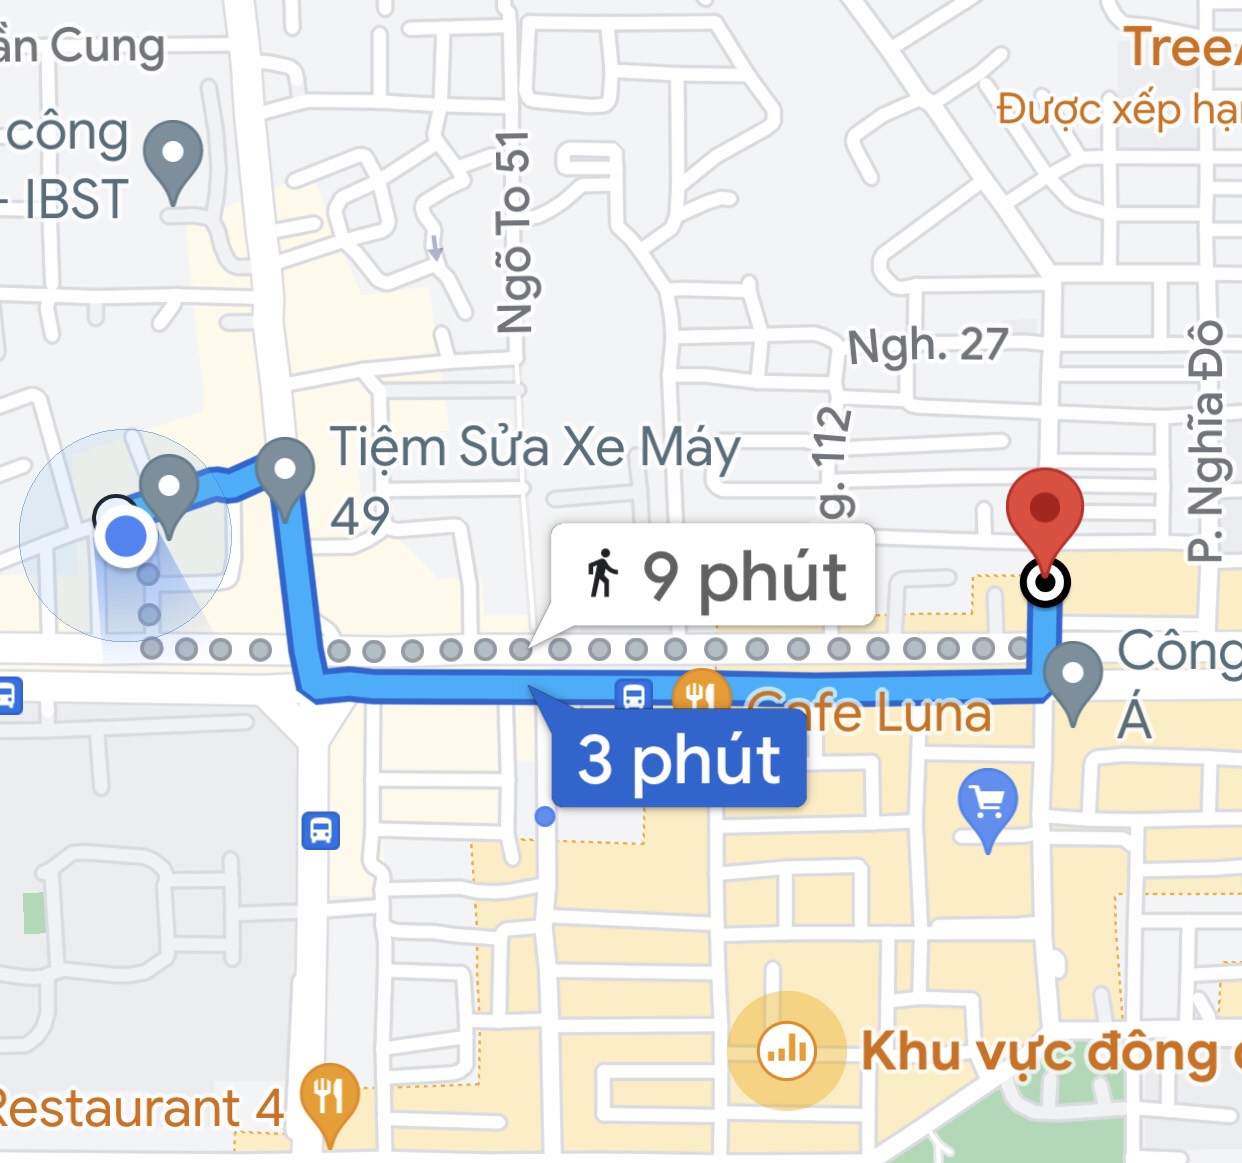 ần Cung
công
- IBST
Ngõ To 51
Tree
Được xếp hạ
Ngh. 27
P. Nghĩa Đô
g. 112
Tiệm Sửa Xe Máy
49
9 phút
Công
Á
Cafe Luna
3 phút
Khu vực đông
Restaurant 4